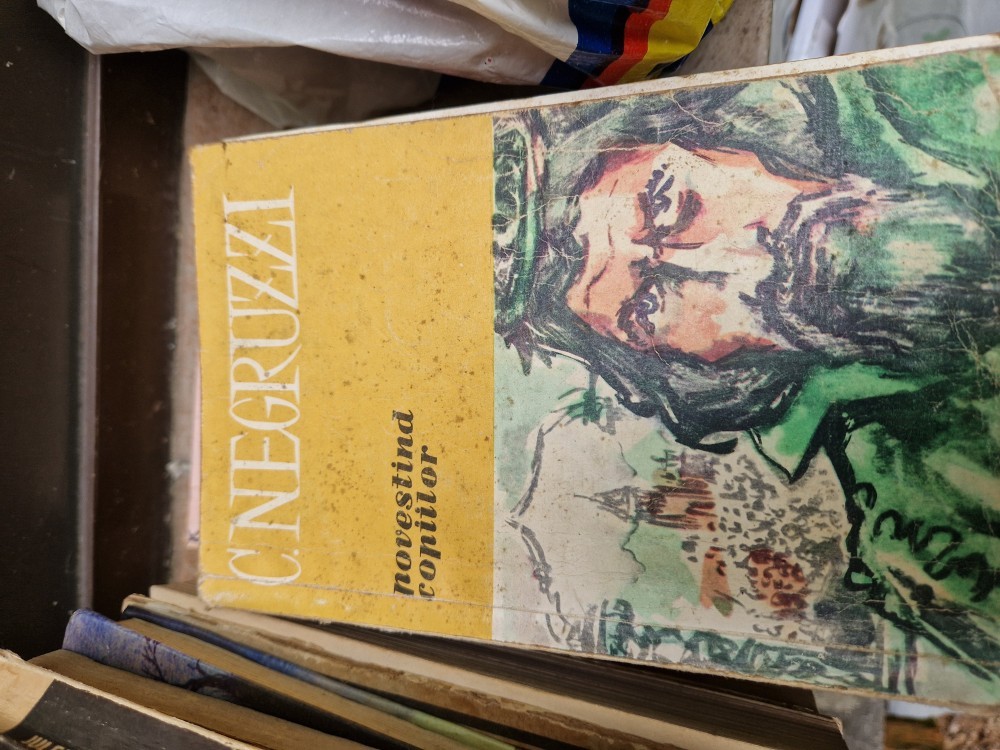 C. NEGRUZZI
povestind
copiilor